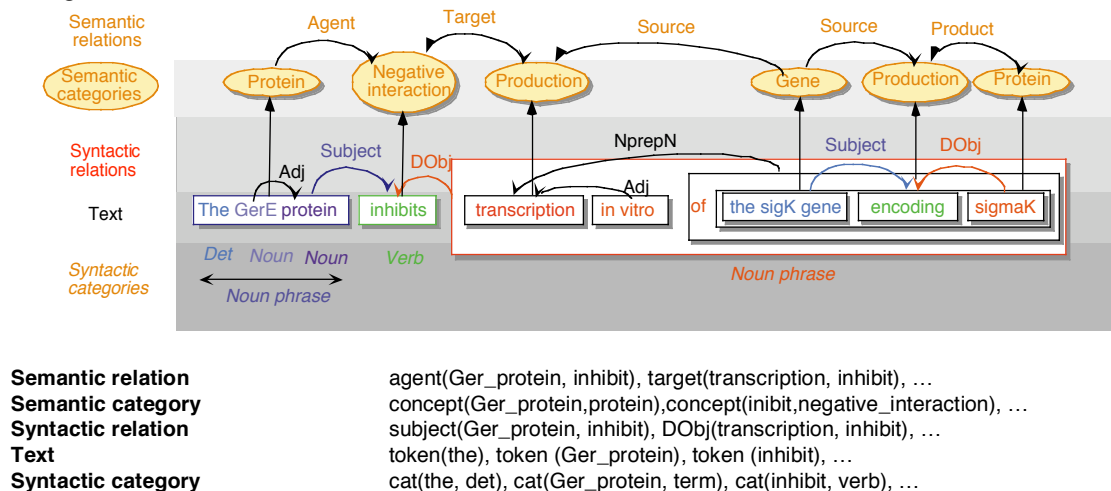 Semantic relations
Agent
Target
Source
Source
Product
Semantic categories
Protein
Negative interaction
Production
Gene
Production
Protein
Syntactic relations
Adj
Subject
DObj
NprepN
Adj
Subject
DObj
Text
The GerE protein
inhibits
transcription
in vitro
of
the sigK gene
encoding
sigmaK
Syntactic categories
Det
Noun
Noun
Verb
Noun phrase
Noun phrase
Semantic relation agent(Ger_protein, inhibit), target(transcription, inhibit), …
Semantic category concept(Ger_protein,protein),concept(inibit,negative_interaction), …
Syntactic relation subject(Ger_protein, inhibit), DObj(transcription, inhibit), …
Text token(the), token (Ger_protein), token (inhibit), …
Syntactic category cat(the, det), cat(Ger_protein, term), cat(inhibit, verb), …